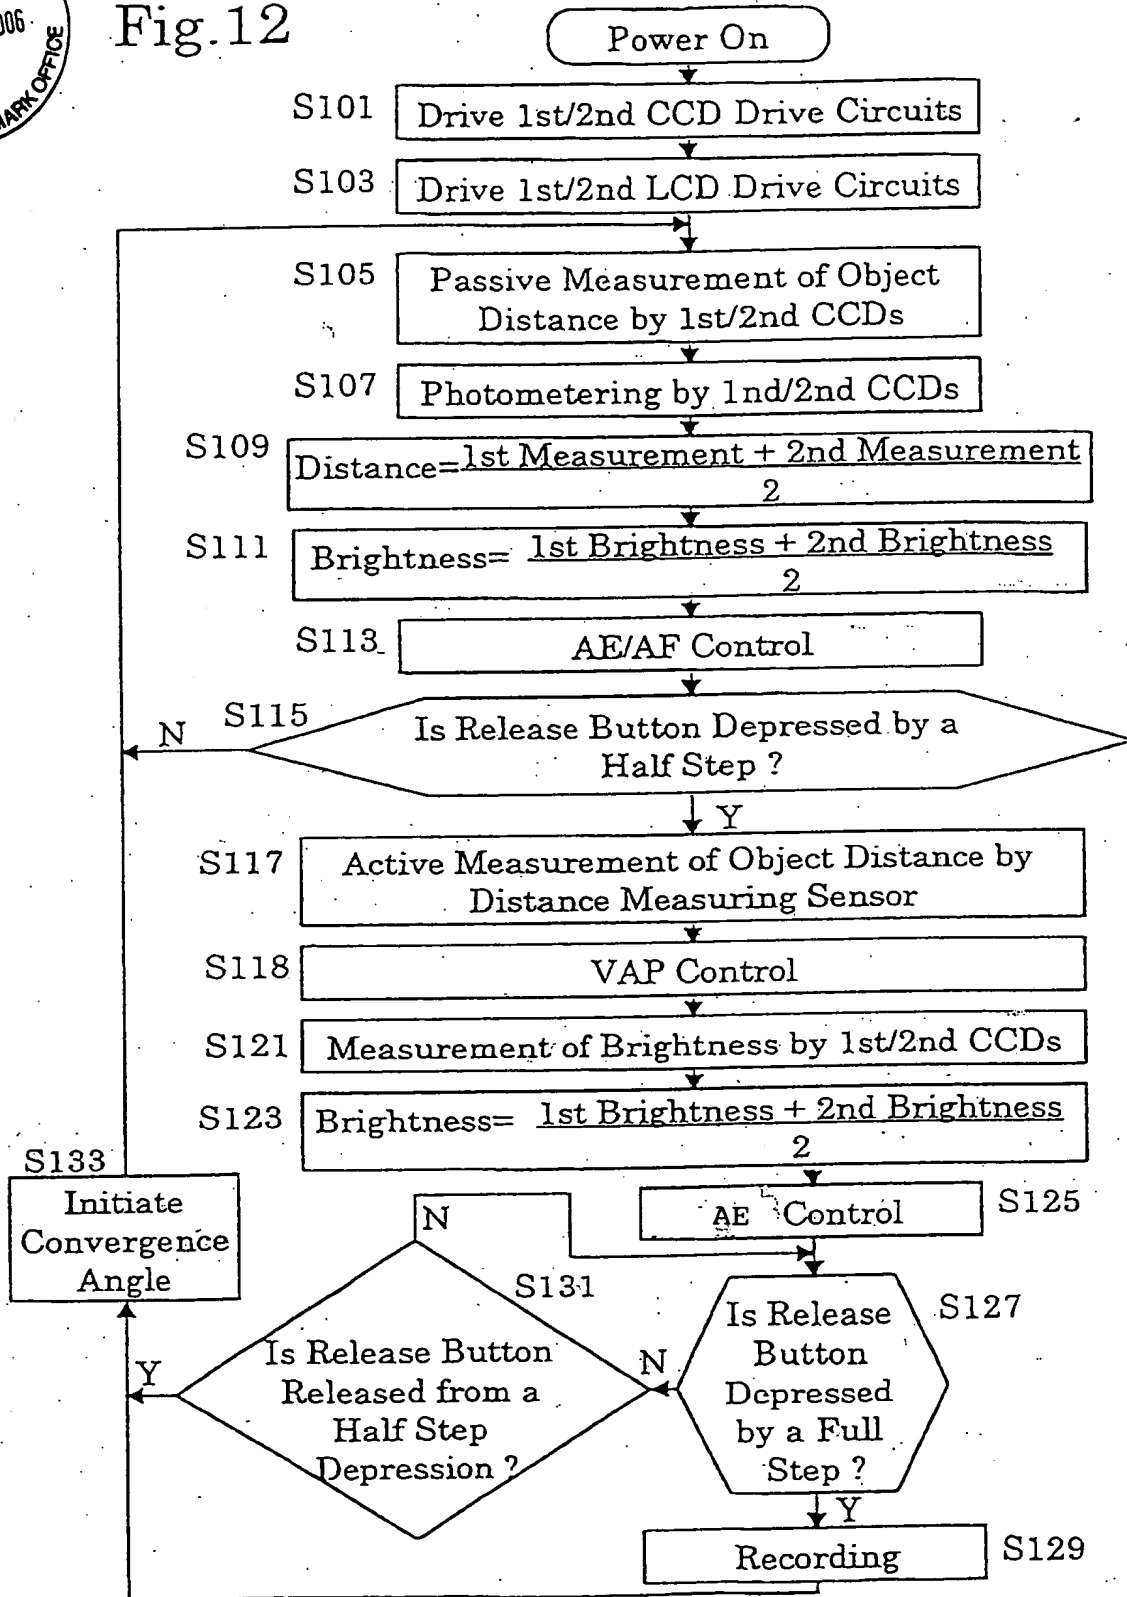 006
MARK OFFICE
Fig.12
Power On
S101
Drive 1st/2nd CCD Drive Circuits
S103
Drive 1st/2nd LCD Drive Circuits
S105
Passive Measurement of Object
Distance by 1st/2nd CCDs
S107
Photometering by 1nd/2nd CCDs
S109
Distance=1st Measurement + 2nd Measurement
2
S111
Brightness= 1st Brightness + 2nd Brightness
2
S113
AE/AF Control
S115
N
Is Release Button Depressed by a
Half Step ?
Y
S117
Active Measurement of Object Distance by
Distance Measuring Sensor
S118
VAP Control
S121
Measurement of Brightness by 1st/2nd CCDs
S123
Brightness= 1st Brightness + 2nd Brightness
2
S133
Initiate
Convergence
Angle
S125
AE Control
N
S131
Is Release Button
Released from a
Half Step
Depression ?
Y
N
S127
Is Release
Button
Depressed
by a Full
Step ?
Y
S129
Recording